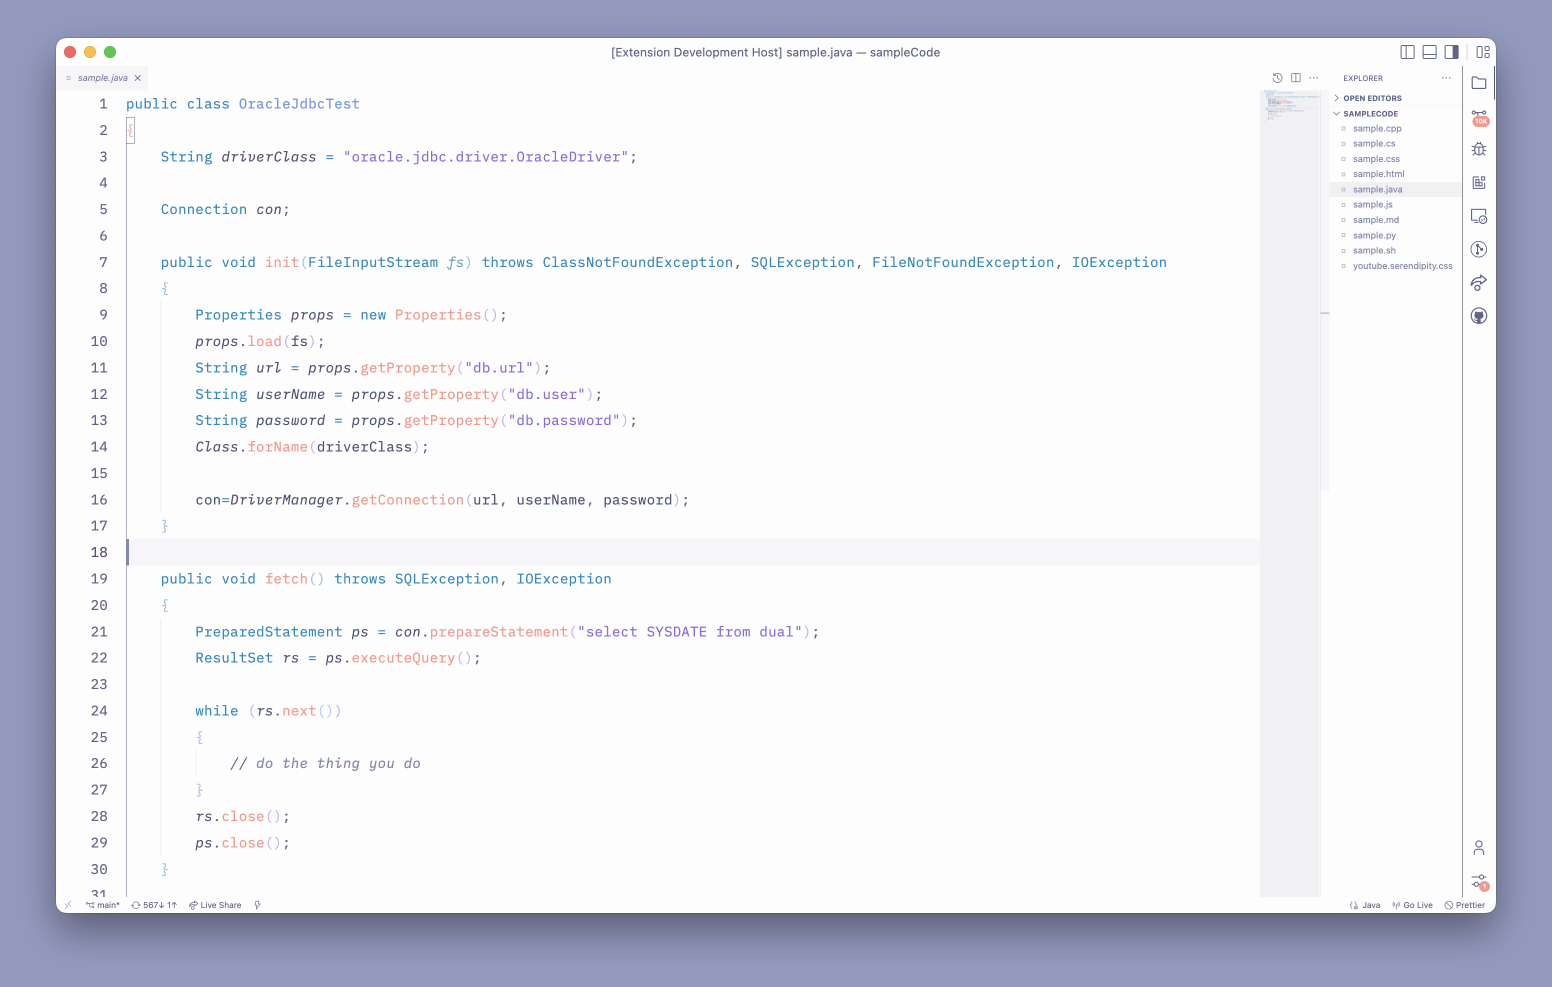 [Extension Development Host] sample.java — sampleCode
sample.java
1 public class OracleJdbcTest
2 {
3 String driverClass = "oracle.jdbc.driver.OracleDriver";
4
5 Connection con;
6
7 public void init(FileInputStream fs) throws ClassNotFoundException, SQLException, FileNotFoundException, IOException
8 {
9 Properties props = new Properties();
10 props.load(fs);
11 String url = props.getProperty("db.url");
12 String userName = props.getProperty("db.user");
13 String password = props.getProperty("db.password");
14 Class.forName(driverClass);
15
16 con=DriverManager.getConnection(url, userName, password);
17 }
18
19 public void fetch() throws SQLException, IOException
20 {
21 PreparedStatement ps = con.prepareStatement("select SYSDATE from dual");
22 ResultSet rs = ps.executeQuery();
23
24 while (rs.next())
25 {
26 // do the thing you do
27 }
28 rs.close();
29 ps.close();
30 }
31
EXPLORER
OPEN EDITORS
SAMPLECODE
sample.cpp
sample.cs
sample.css
sample.html
sample.java
sample.js
sample.md
sample.py
sample.sh
youtube.serendipity.css
10K
1
main* 567↓ 1↑ Live Share
Java Go Live Prettier